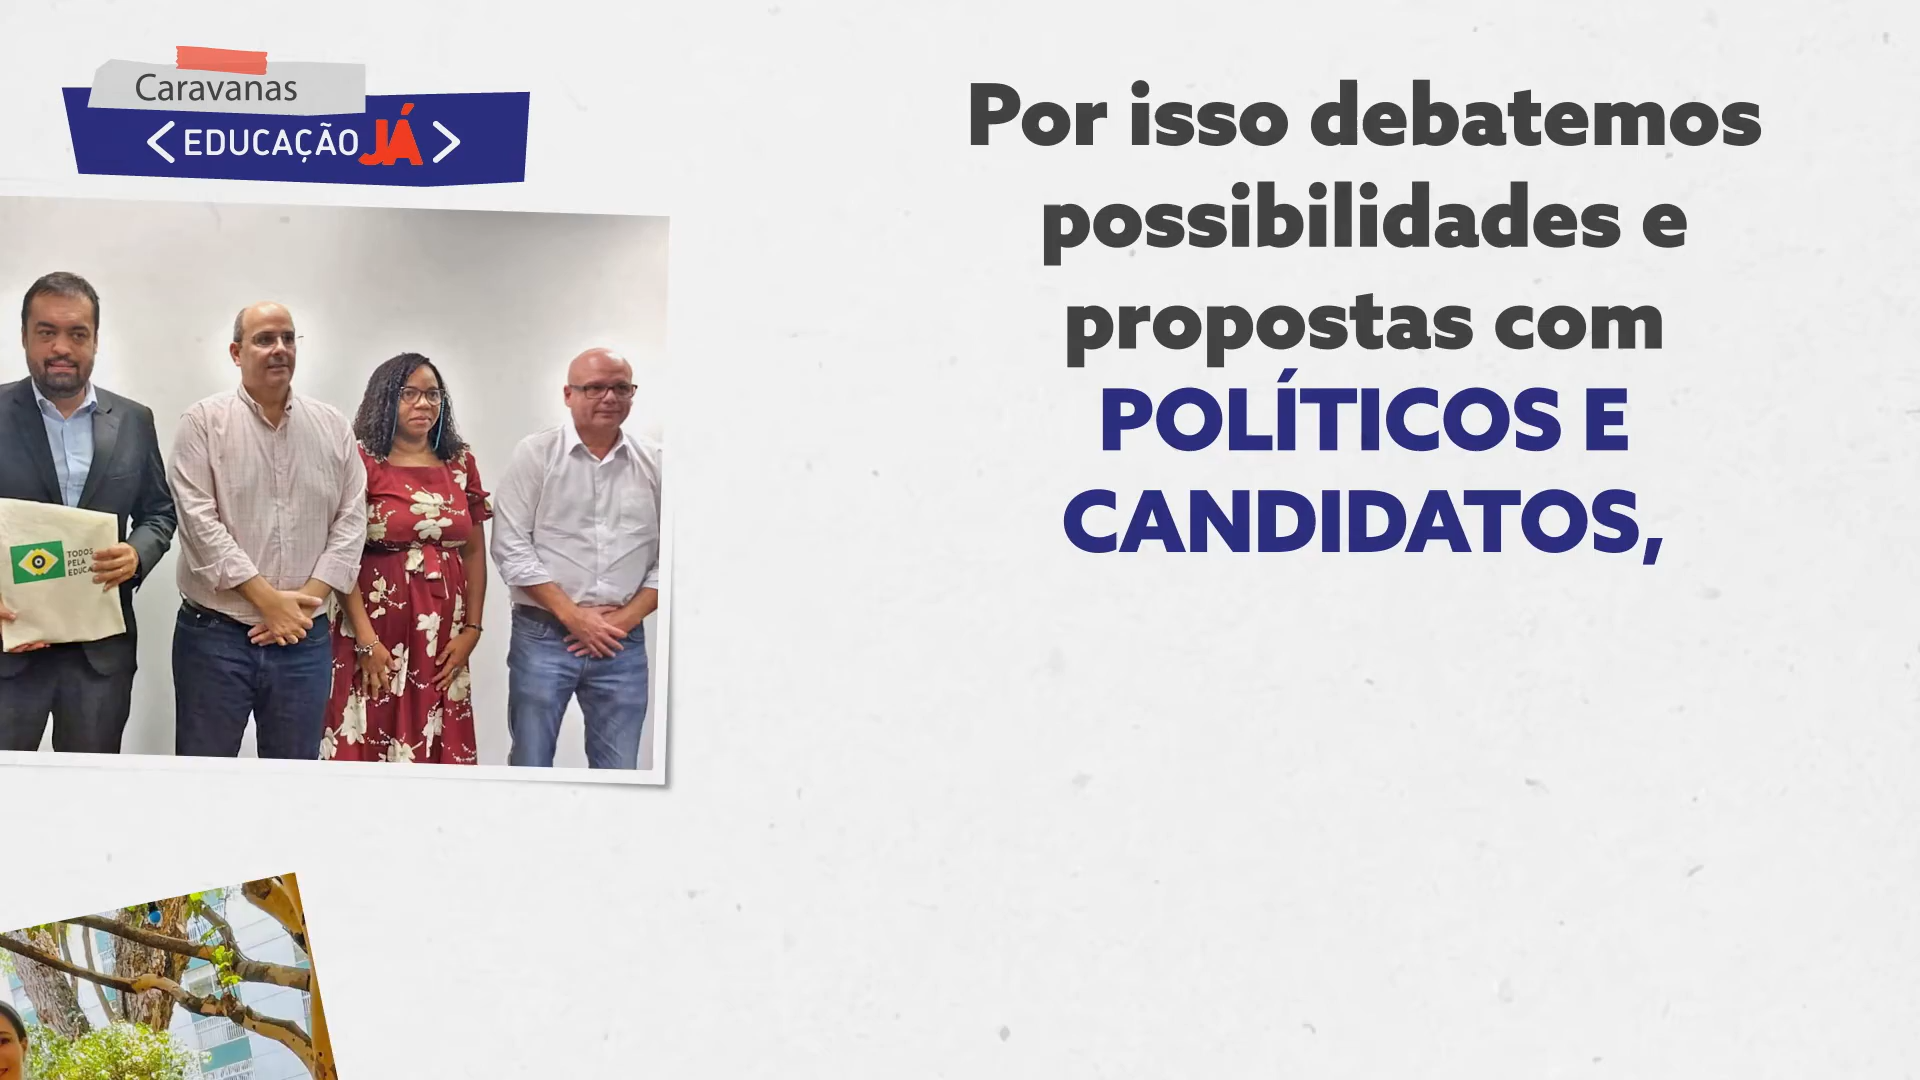 Caravanas
<EDUCAÇÃO JÁ>
Por isso debatemos
possibilidades e
propostas com
POLÍTICOS E
CANDIDATOS,
TODOS
PELA